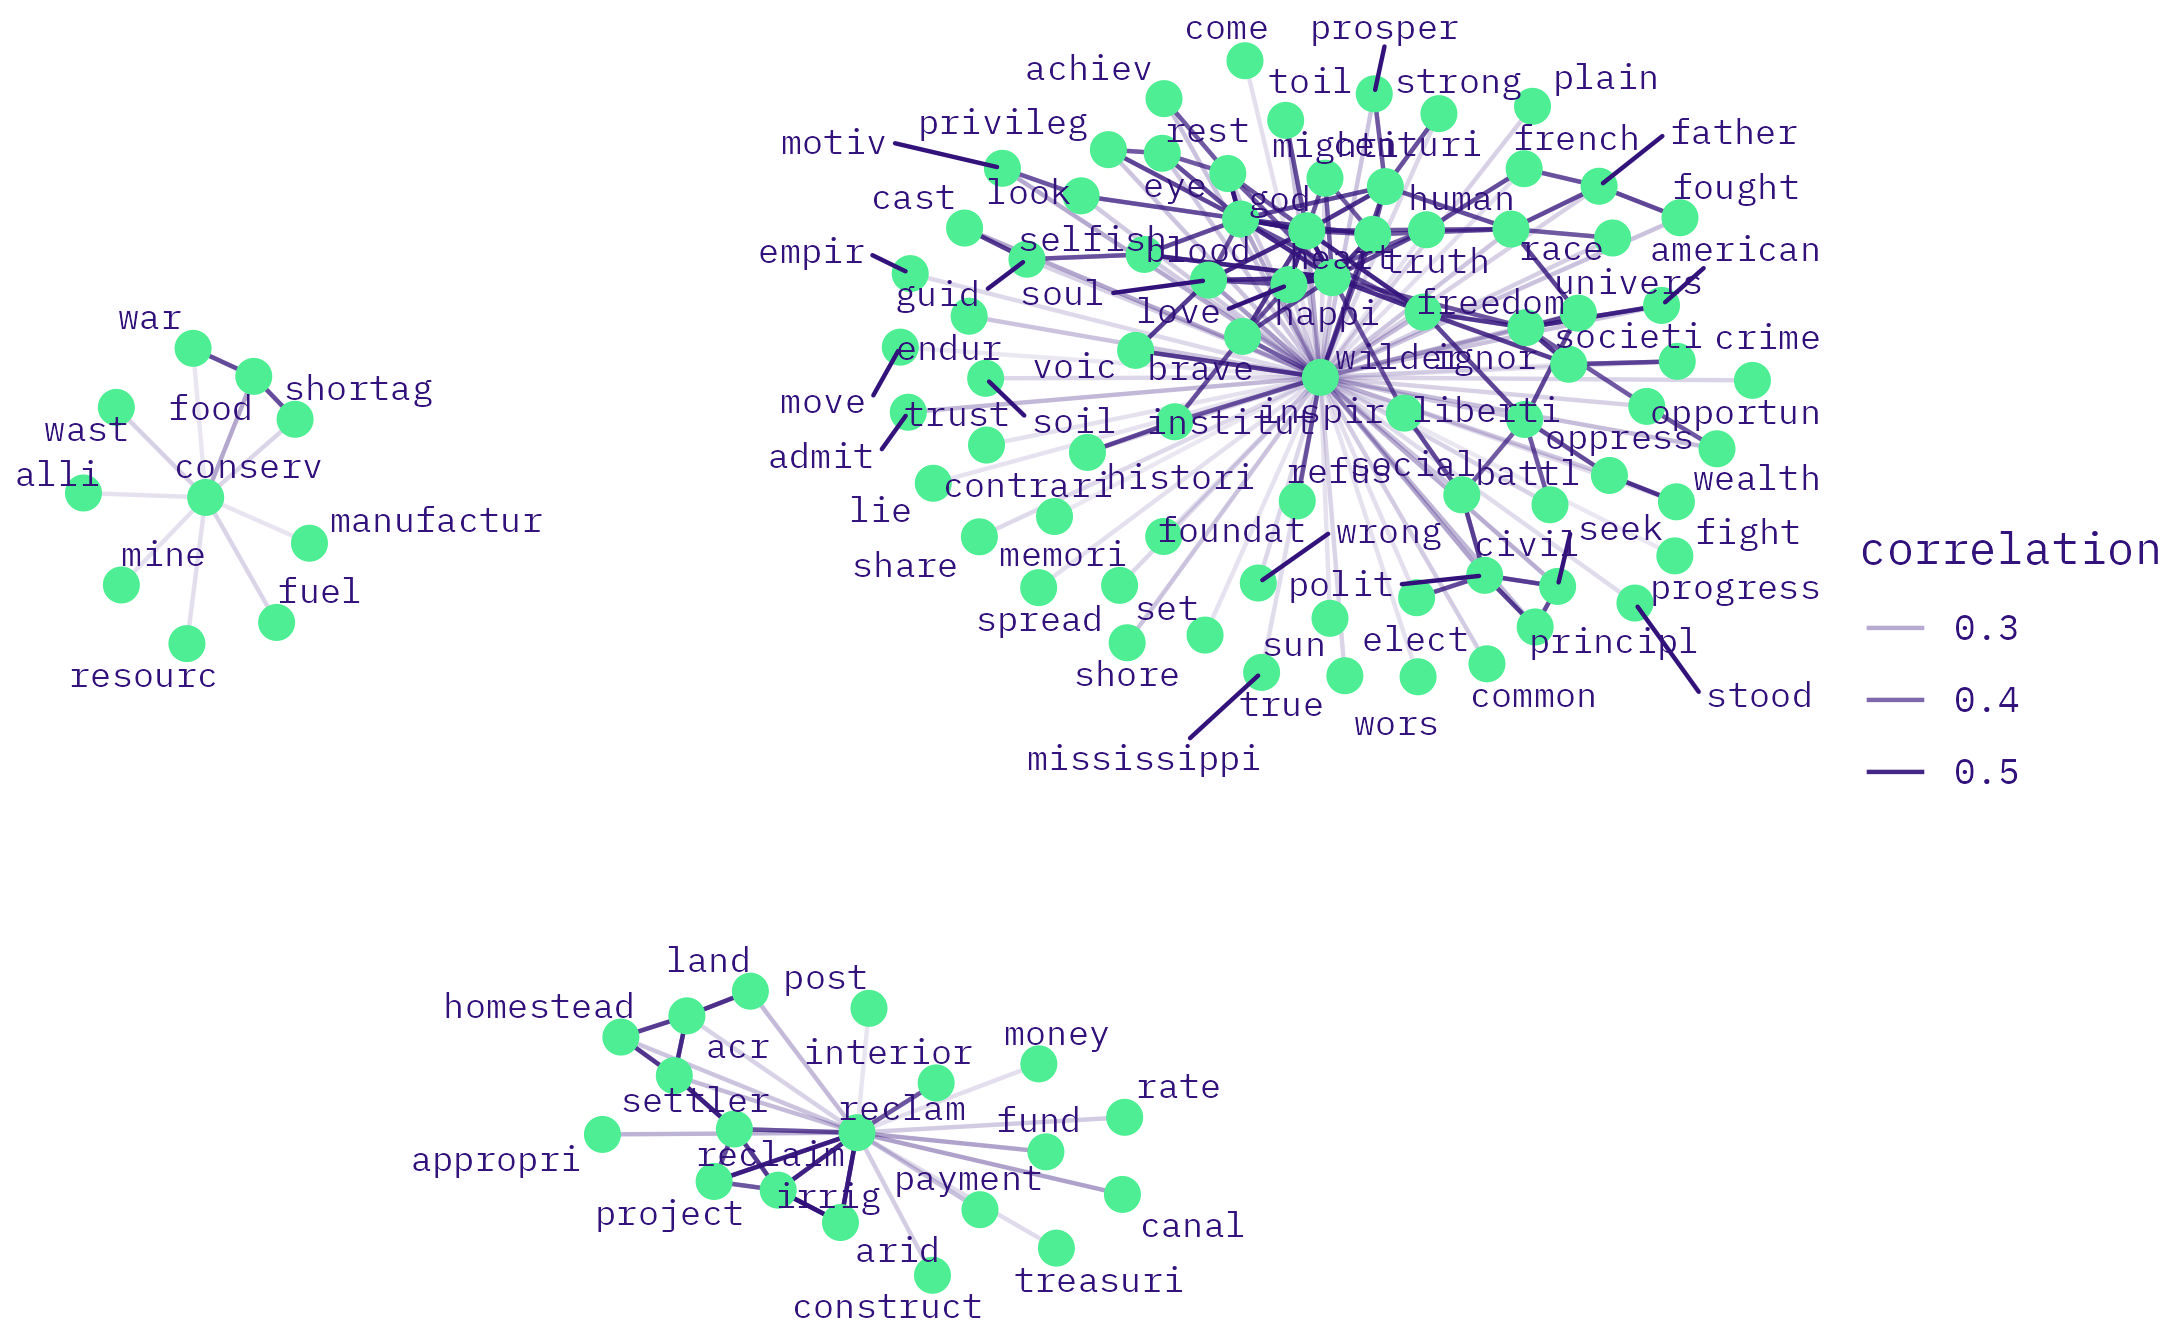 come
prosper
achiev
toil
strong
plain
privileg
rest
motiv
mighti
centuri
french
father
eye
fought
cast
look
god
human
selfish
blood
race
american
empir
heart
truth
guid
soul
univers
love
happi
freedom
societi
crime
endur
voic
brave
wilder
ignor
move
trust
soil
institut
inspir
liberti
opportun
admit
oppress
histori
refus
social
battl
wealth
lie
contrari
foundat
wrong
civil
seek
fight
share
memori
polit
progress
spread
set
sun
elect
principl
shore
true
wors
common
stood
mississippi
war
food
shortag
wast
conserv
alli
manufactur
mine
fuel
resourc
correlation
0.3
0.4
0.5
land
post
homestead
acr
interior
money
settler
reclam
fund
rate
appropri
reclaim
payment
project
irrig
canal
arid
treasuri
construct